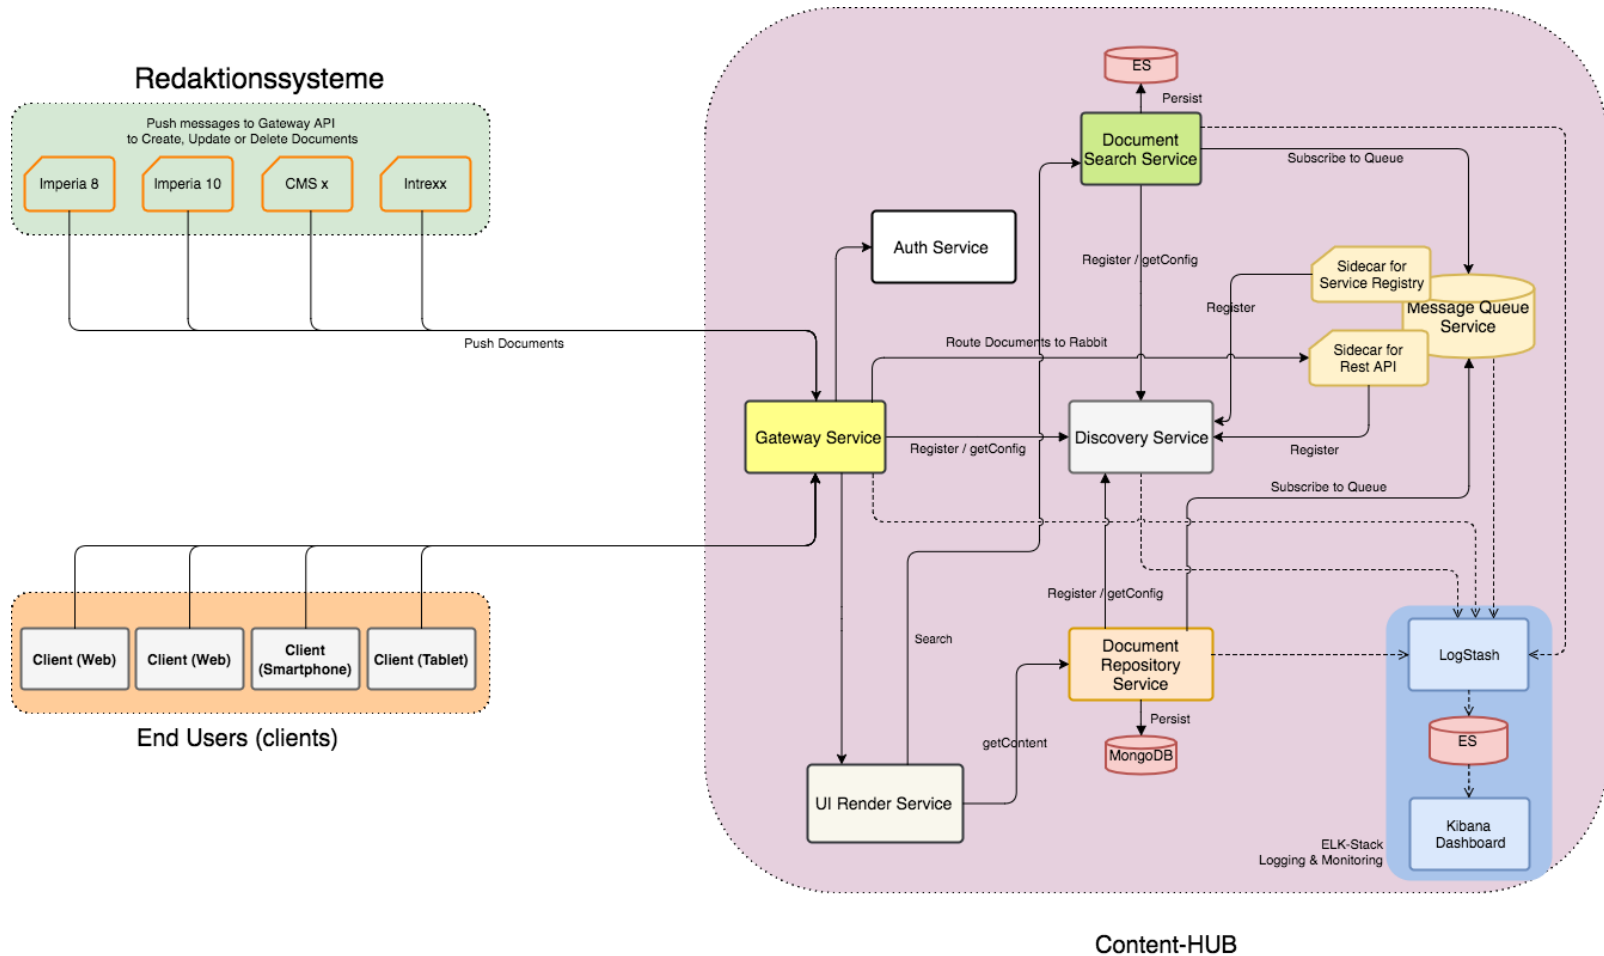 Redaktionssysteme
Push messages to Gateway API
to Create, Update or Delete Documents
Imperia 8
Imperia 10
CMS x
Intrexx
Push Documents
Client (Web)
Client (Web)
Client
(Smartphone)
Client (Tablet)
End Users (clients)
ES
Persist
Document
Search Service
Subscribe to Queue
Auth Service
Register / getConfig
Sidecar for
Service Registry
Register
Message Queue
Service
Route Documents to Rabbit
Sidecar for
Rest API
Gateway Service
Register / getConfig
Discovery Service
Register
Subscribe to Queue
Register / getConfig
Search
Document
Repository
Service
LogStash
Persist
getContent
MongoDB
ES
UI Render Service
Kibana
Dashboard
ELK-Stack
Logging & Monitoring
Content-HUB